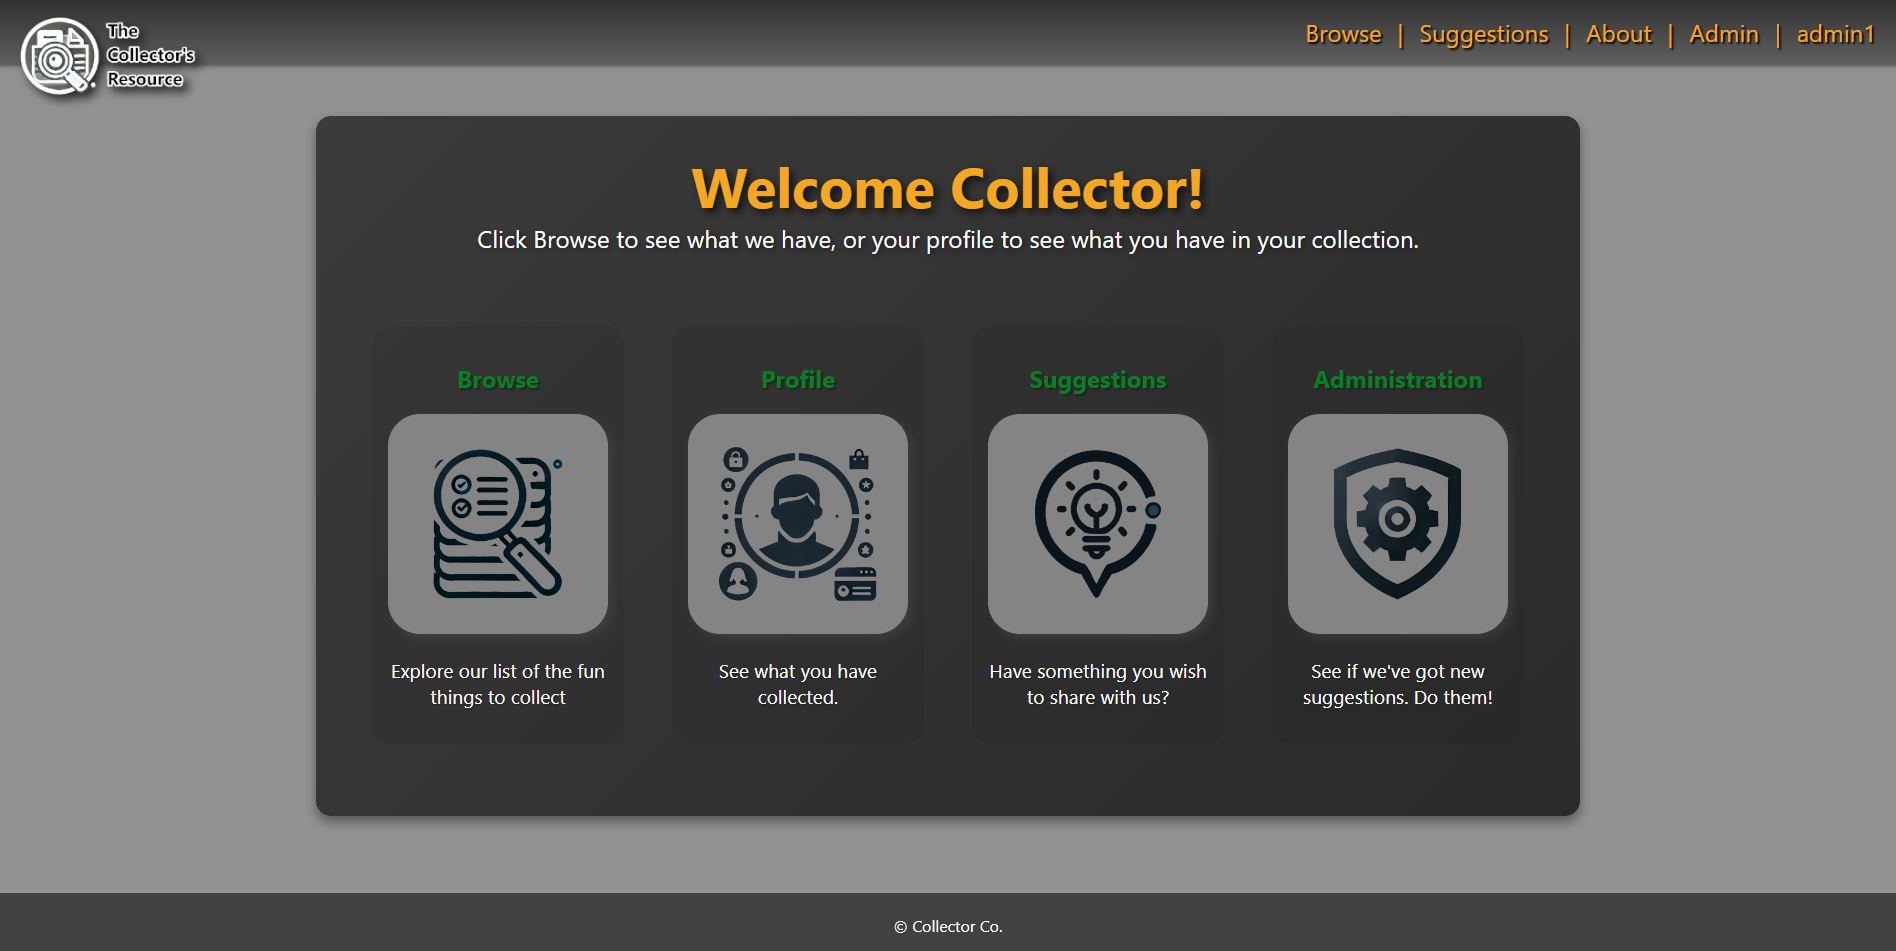 The
Collector's
Resource
Browse | Suggestions | About | Admin | admin1
Welcome Collector!
Click Browse to see what we have, or your profile to see what you have in your collection.
Browse
Explore our list of the fun
things to collect
Profile
See what you have
collected.
Suggestions
Have something you wish
to share with us?
Administration
See if we've got new
suggestions. Do them!
© Collector Co.